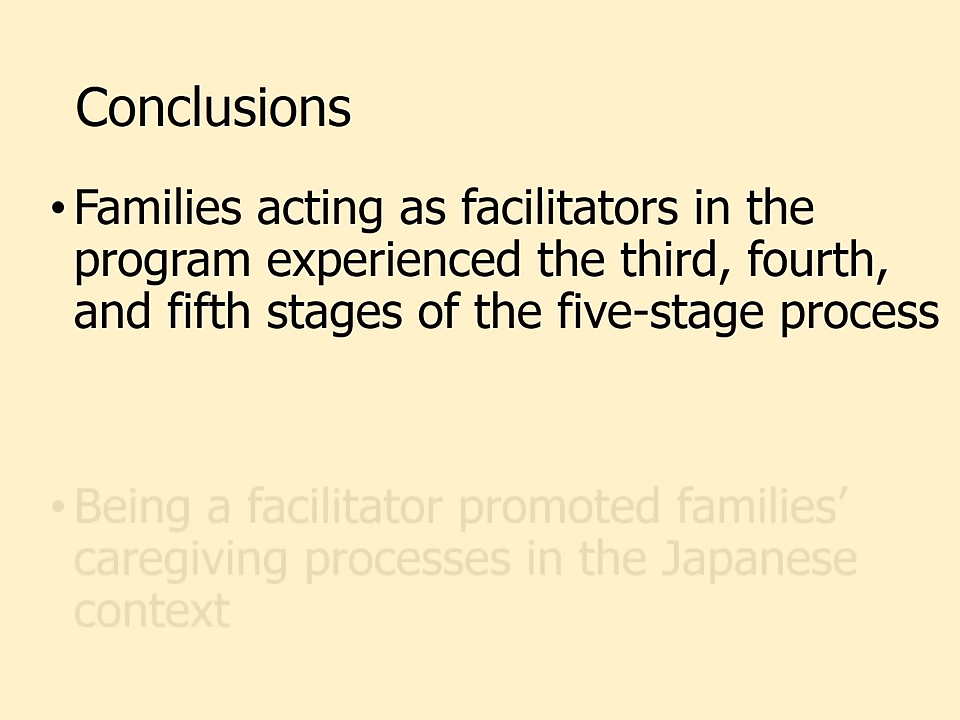 Conclusions
• Families acting as facilitators in the
program experienced the third, fourth,
and fifth stages of the five-stage process
• Being a facilitator promoted families’
caregiving processes in the Japanese
context